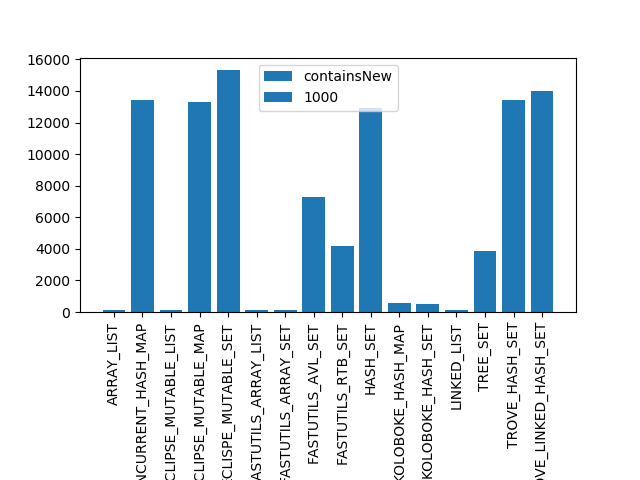 16000
14000
12000
10000
8000
6000
4000
2000
0
containsNew
1000
ARRAY_LIST
NCURRENT_HASH_MAP
CLIPSE_MUTABLE_LIST
CLIPSE_MUTABLE_MAP
CLISPE_MUTABLE_SET
ASTUTILS_ARRAY_LIST
FASTUTILS_ARRAY_SET
FASTUTILS_AVL_SET
FASTUTILS_RTB_SET
HASH_SET
KOLOBOKE_HASH_MAP
KOLOBOKE_HASH_SET
LINKED_LIST
TREE_SET
TROVE_HASH_SET
OVE_LINKED_HASH_SET